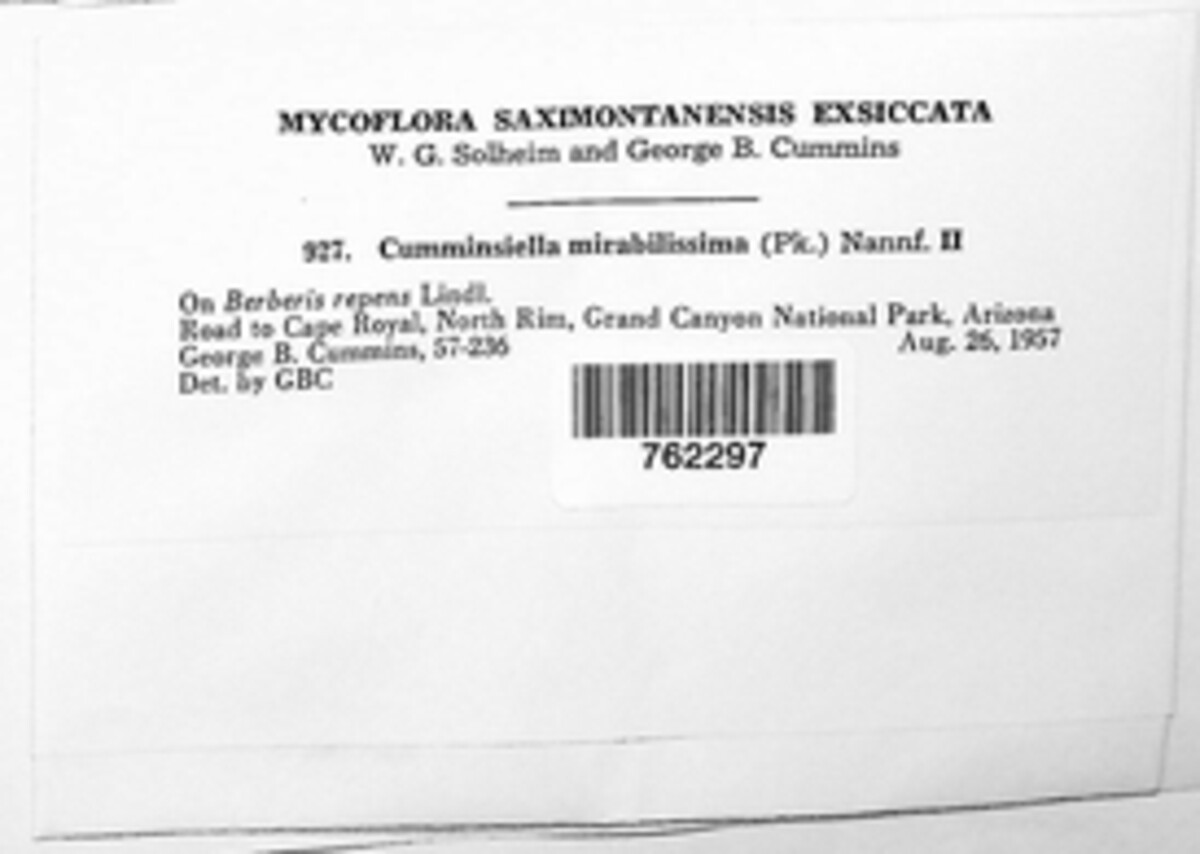 MYCOFLORA SAXIMONTANENSIS EXSICCATA
W. G. Solheim and George B. Cummins
927. Cumminsiella mirabilissima (Pk.) Nannf. II
On Berberis repens Lindl.
Road to Cape Royal, North Rim, Grand Canyon National Park, Arizona
George B. Cummins, 57-236 Aug. 26, 1957
Det. by GBC
762297